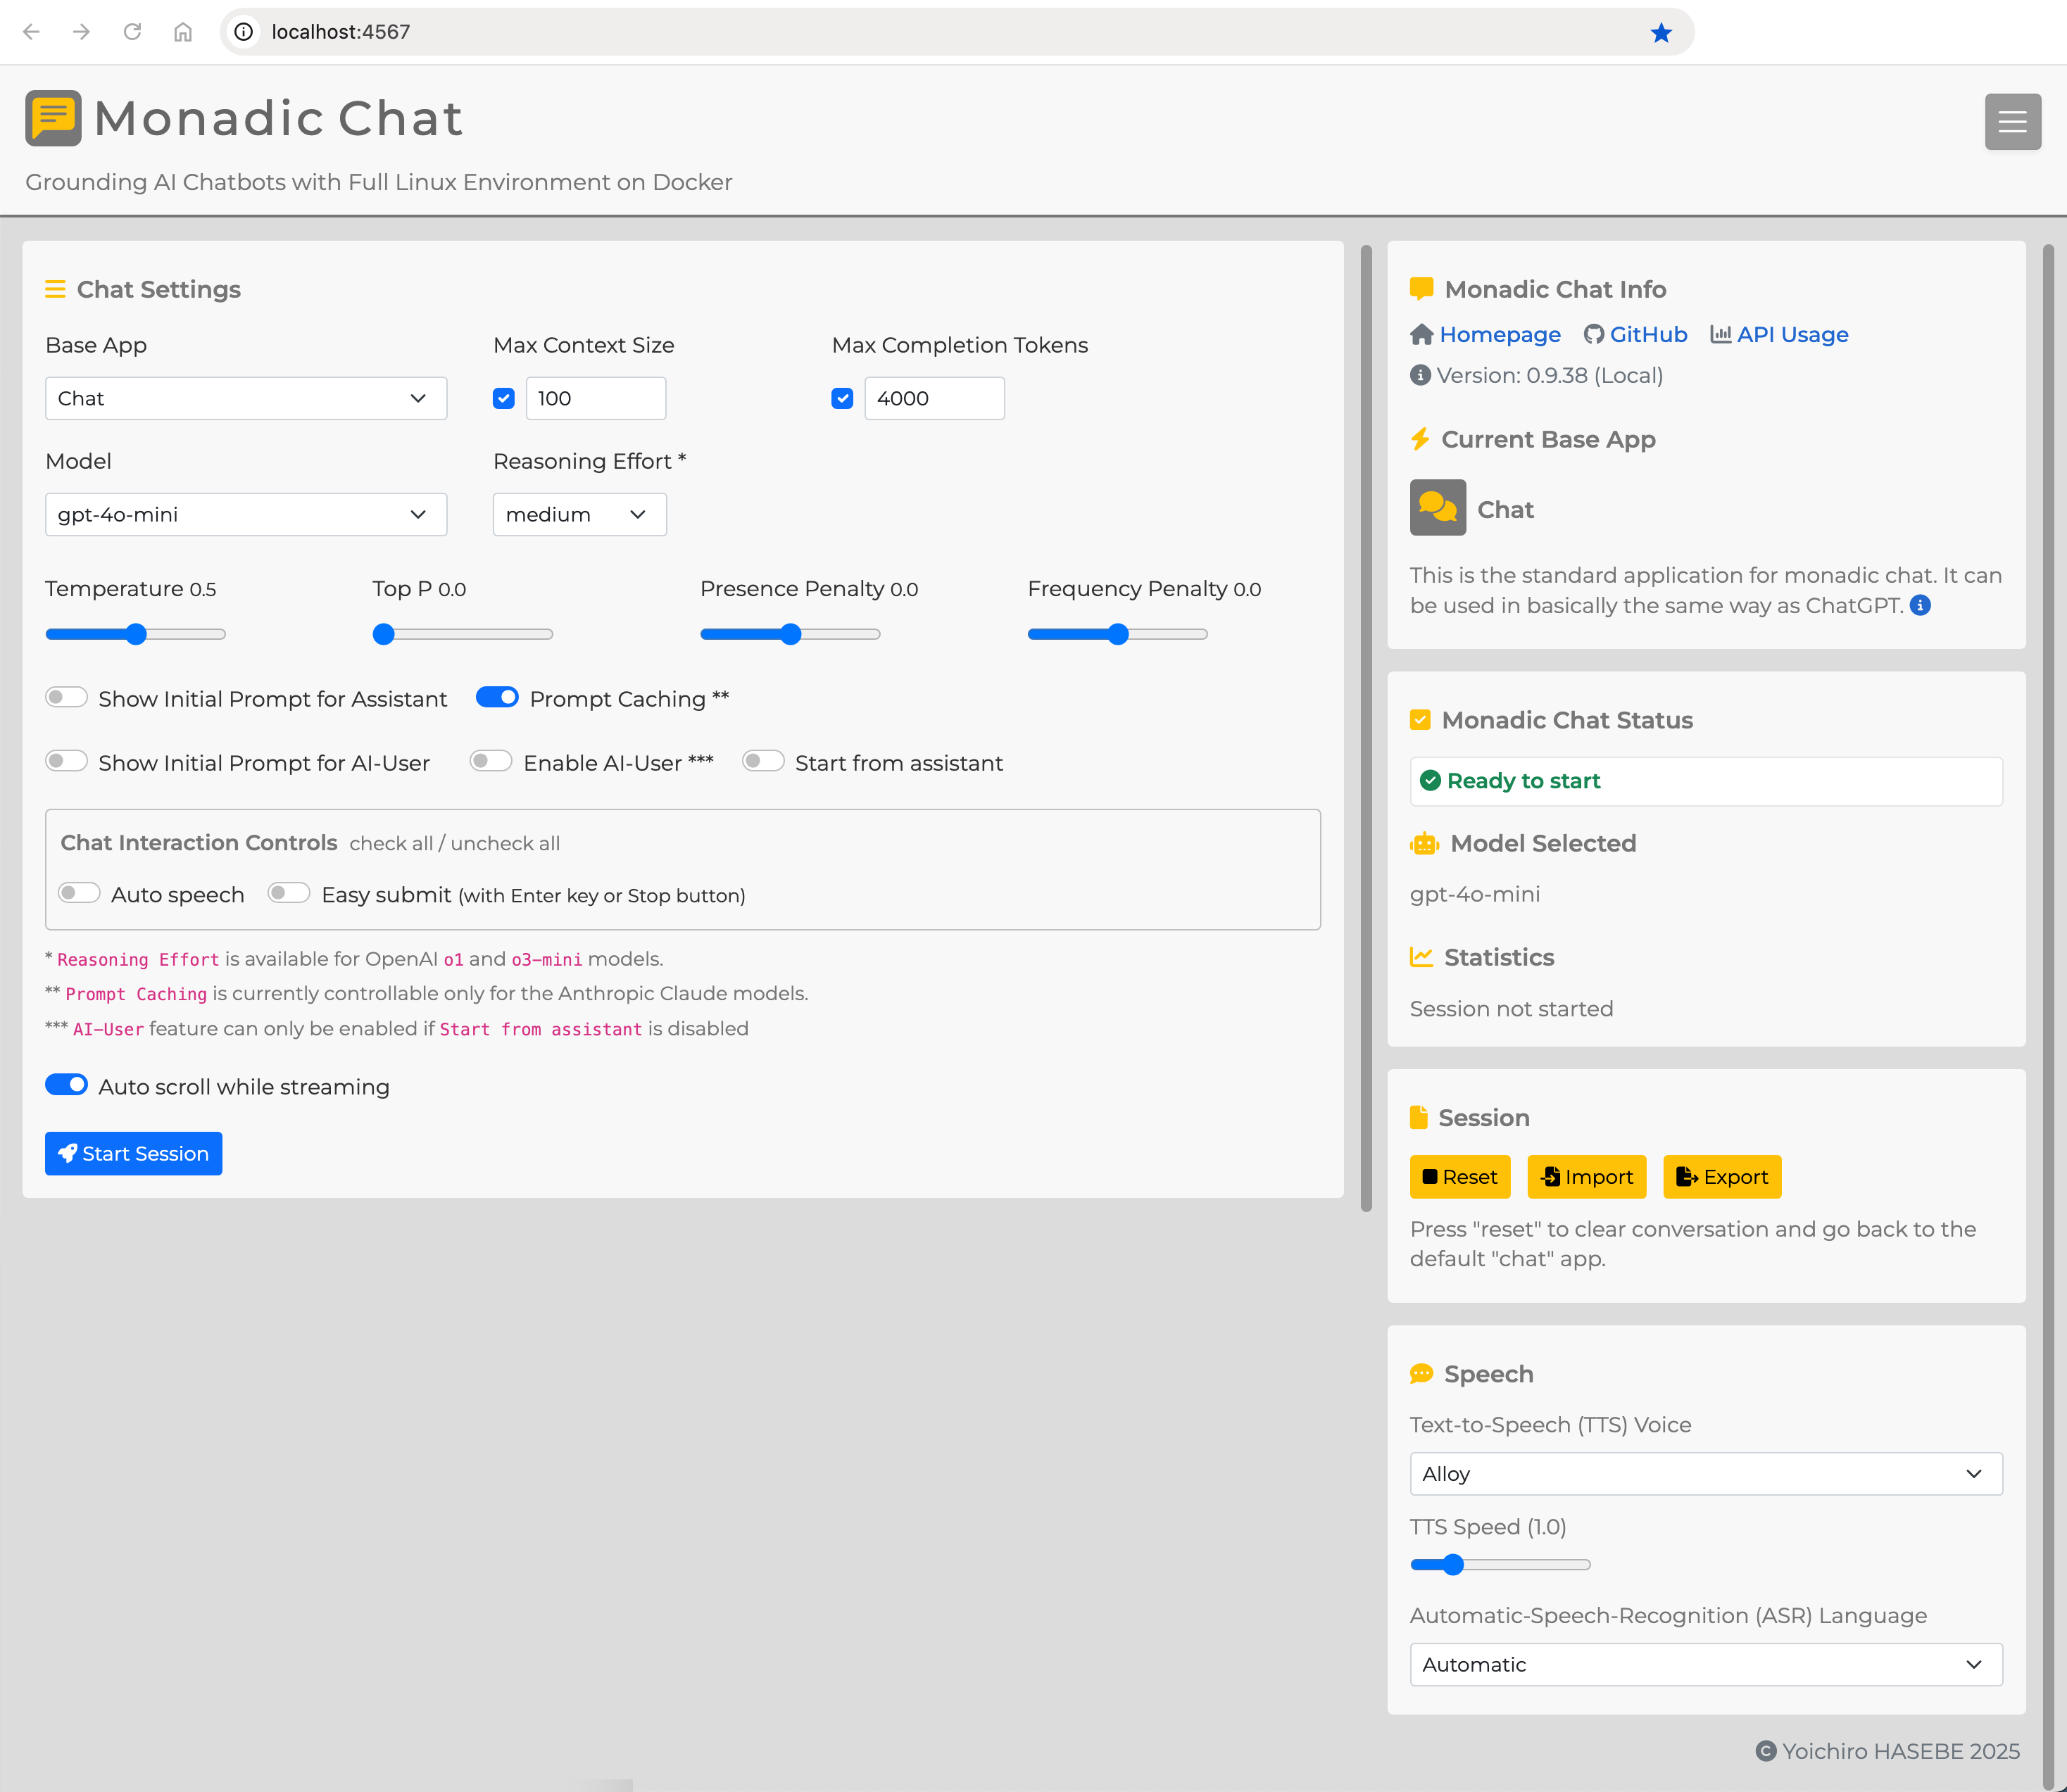 localhost:4567
Monadic Chat
Grounding AI Chatbots with Full Linux Environment on Docker
Chat Settings
Base App
Max Context Size
Max Completion Tokens
Chat
100
4000
Model
Reasoning Effort *
gpt-4o-mini
medium
Temperature 0.5
Top P 0.0
Presence Penalty 0.0
Frequency Penalty 0.0
Show Initial Prompt for Assistant
Prompt Caching **
Show Initial Prompt for AI-User
Enable AI-User ***
Start from assistant
Chat Interaction Controls check all / uncheck all
Auto speech
Easy submit (with Enter key or Stop button)
* Reasoning Effort is available for OpenAI o1 and o3-mini models.
** Prompt Caching is currently controllable only for the Anthropic Claude models.
*** AI-User feature can only be enabled if Start from assistant is disabled
Auto scroll while streaming
Start Session
Monadic Chat Info
Homepage GitHub API Usage
Version: 0.9.38 (Local)
Current Base App
Chat
This is the standard application for monadic chat. It can
be used in basically the same way as ChatGPT.
Monadic Chat Status
Ready to start
Model Selected
gpt-4o-mini
Statistics
Session not started
Session
Reset Import Export
Press "reset" to clear conversation and go back to the
default "chat" app.
Speech
Text-to-Speech (TTS) Voice
Alloy
TTS Speed (1.0)
Automatic-Speech-Recognition (ASR) Language
Automatic
© Yoichiro HASEBE 2025